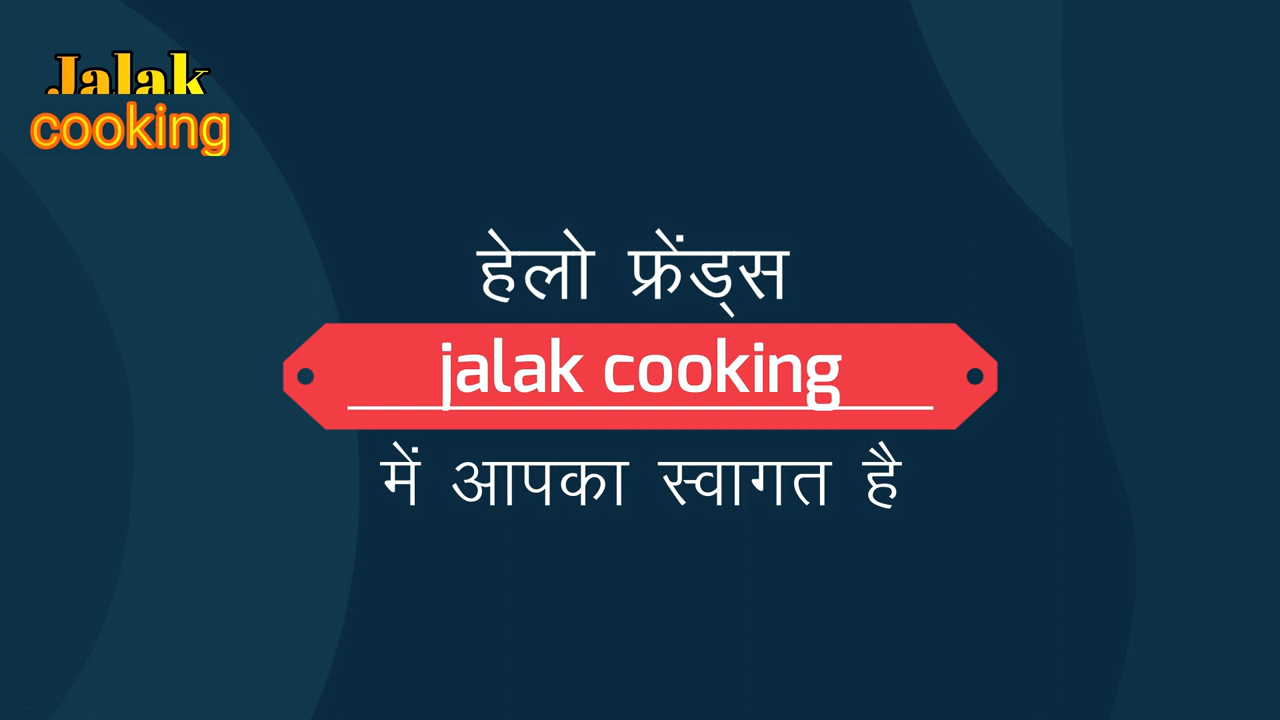 Jalak
cooking
हेलो फ्रेंड्स
jalak cooking
में आपका स्वागत है